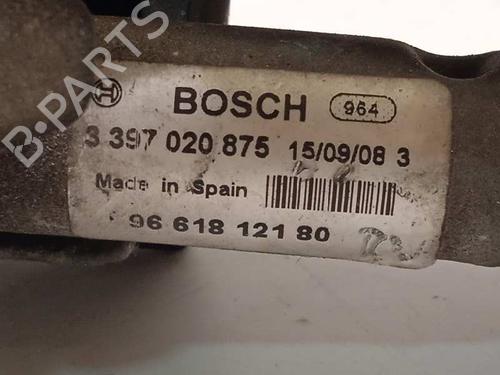 BOSCH 964
3 397 020 875 15/09/08 3
Made in Spain
96 618 121 80
B-PARTS